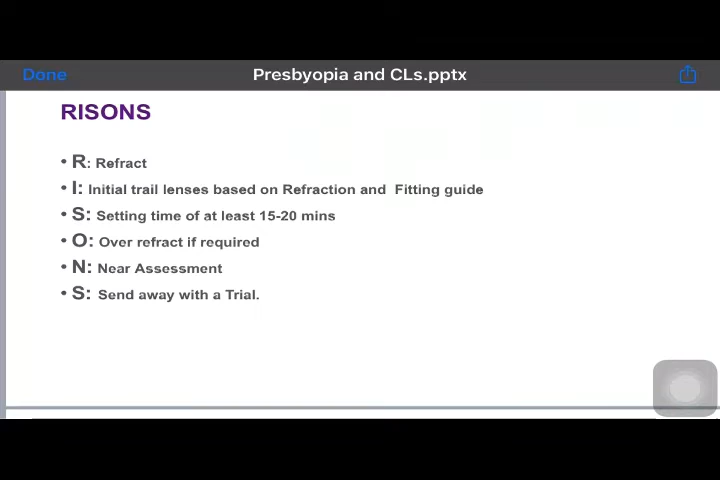 Done
Presbyopia and CLs.pptx
RISONS
• R: Refract
• I: Initial trail lenses based on Refraction and Fitting guide
• S: Setting time of at least 15-20 mins
• O: Over refract if required
• N: Near Assessment
• S: Send away with a Trial.